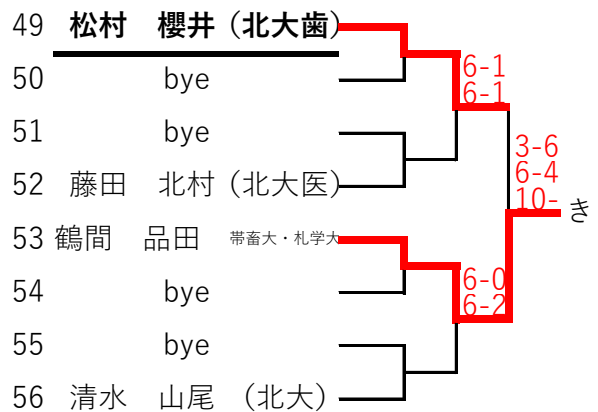 49 松村 櫻井（北大歯）
50 bye
6-1
6-1
51 bye
3-6
6-4
10-
52 藤田 北村（北大医）
き
53 鶴間 品田 帯畜大・札学大
54 bye
6-0
6-2
55 bye
56 清水 山尾 （北大）